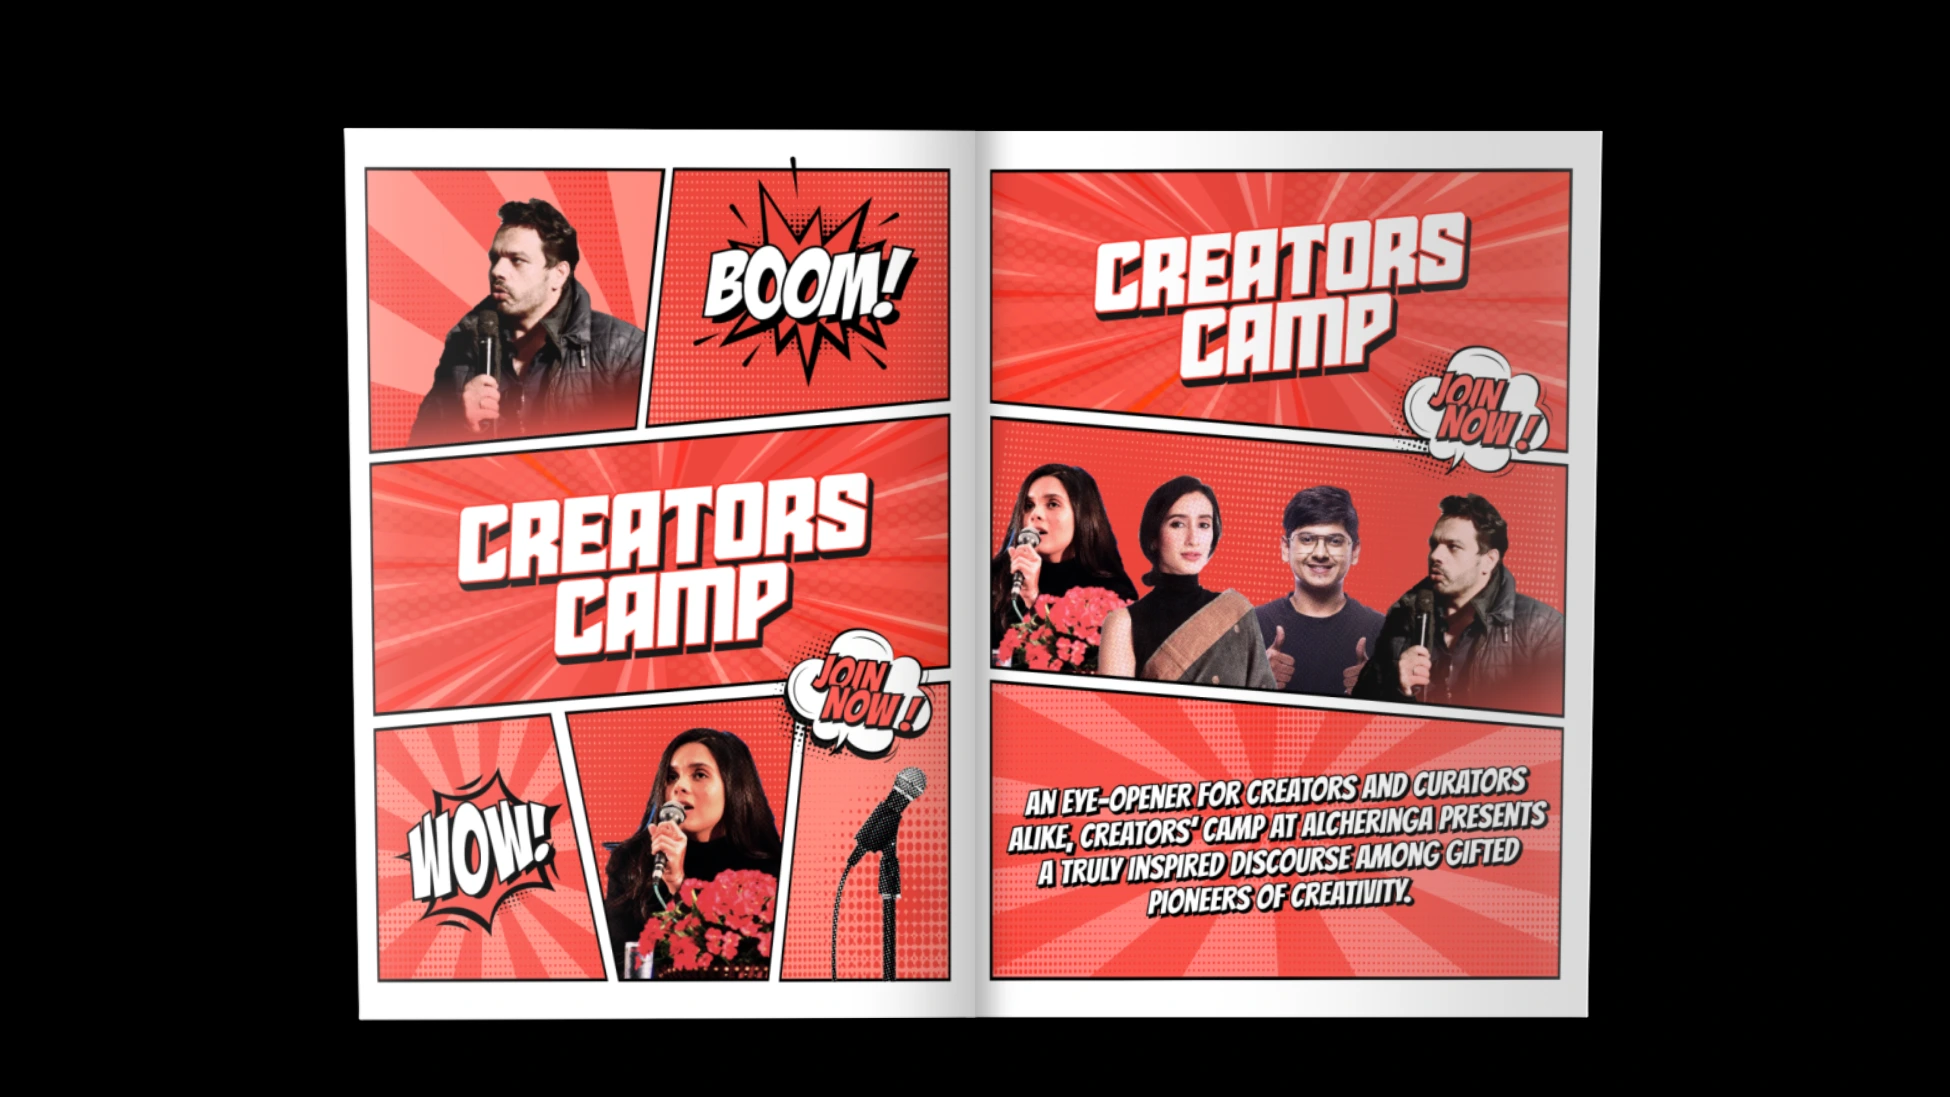 BOOM!
CREATORS
CAMP
JOIN
NOW!
WOW!
CREATORS
CAMP
JOIN
NOW!
AN EYE-OPENER FOR CREATORS AND CURATORS
ALIKE, CREATORS' CAMP AT ALCHERINGA PRESENTS
A TRULY INSPIRED DISCOURSE AMONG GIFTED
PIONEERS OF CREATIVITY.